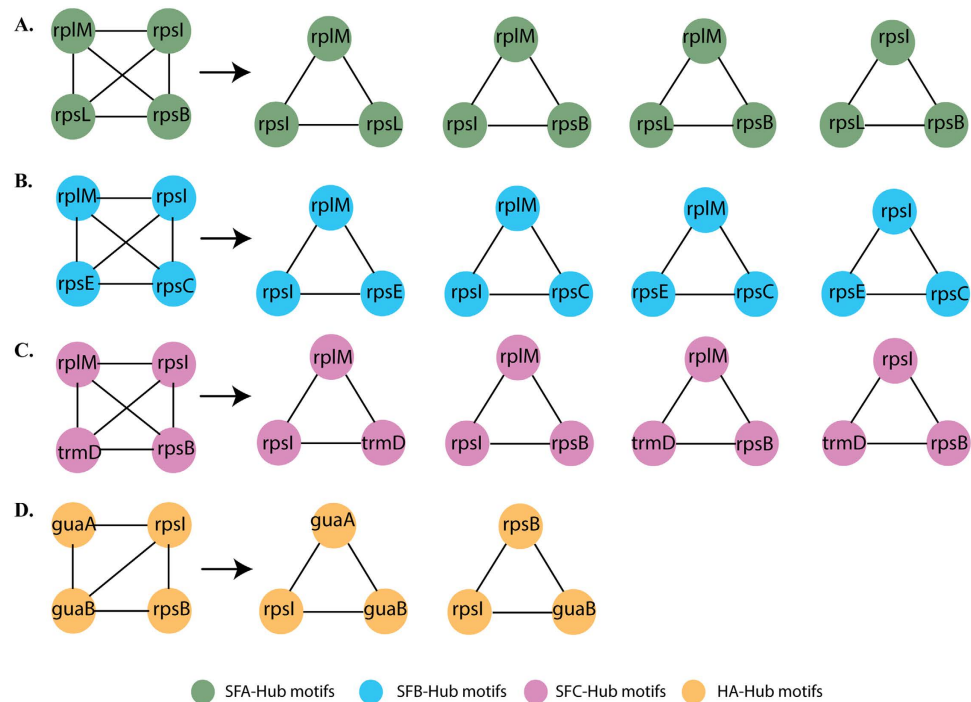 A.
rplM rpsI rplM rplM rplM rpsI
rpsL rpsB rpsI rpsL rpsI rpsB rpsL rpsB rpsL rpsB
B.
rplM rpsI rplM rplM rplM rpsI
rpsE rpsC rpsI rpsE rpsI rpsC rpsE rpsC rpsE rpsC
C.
rplM rpsI rplM rplM rplM rpsI
trmD rpsB rpsI trmD rpsI rpsB trmD rpsB trmD rpsB
D.
guaA rpsI guaA rpsB
guaB rpsB rpsI guaB rpsI guaB
SFA-Hub motifs SFB-Hub motifs SFC-Hub motifs HA-Hub motifs